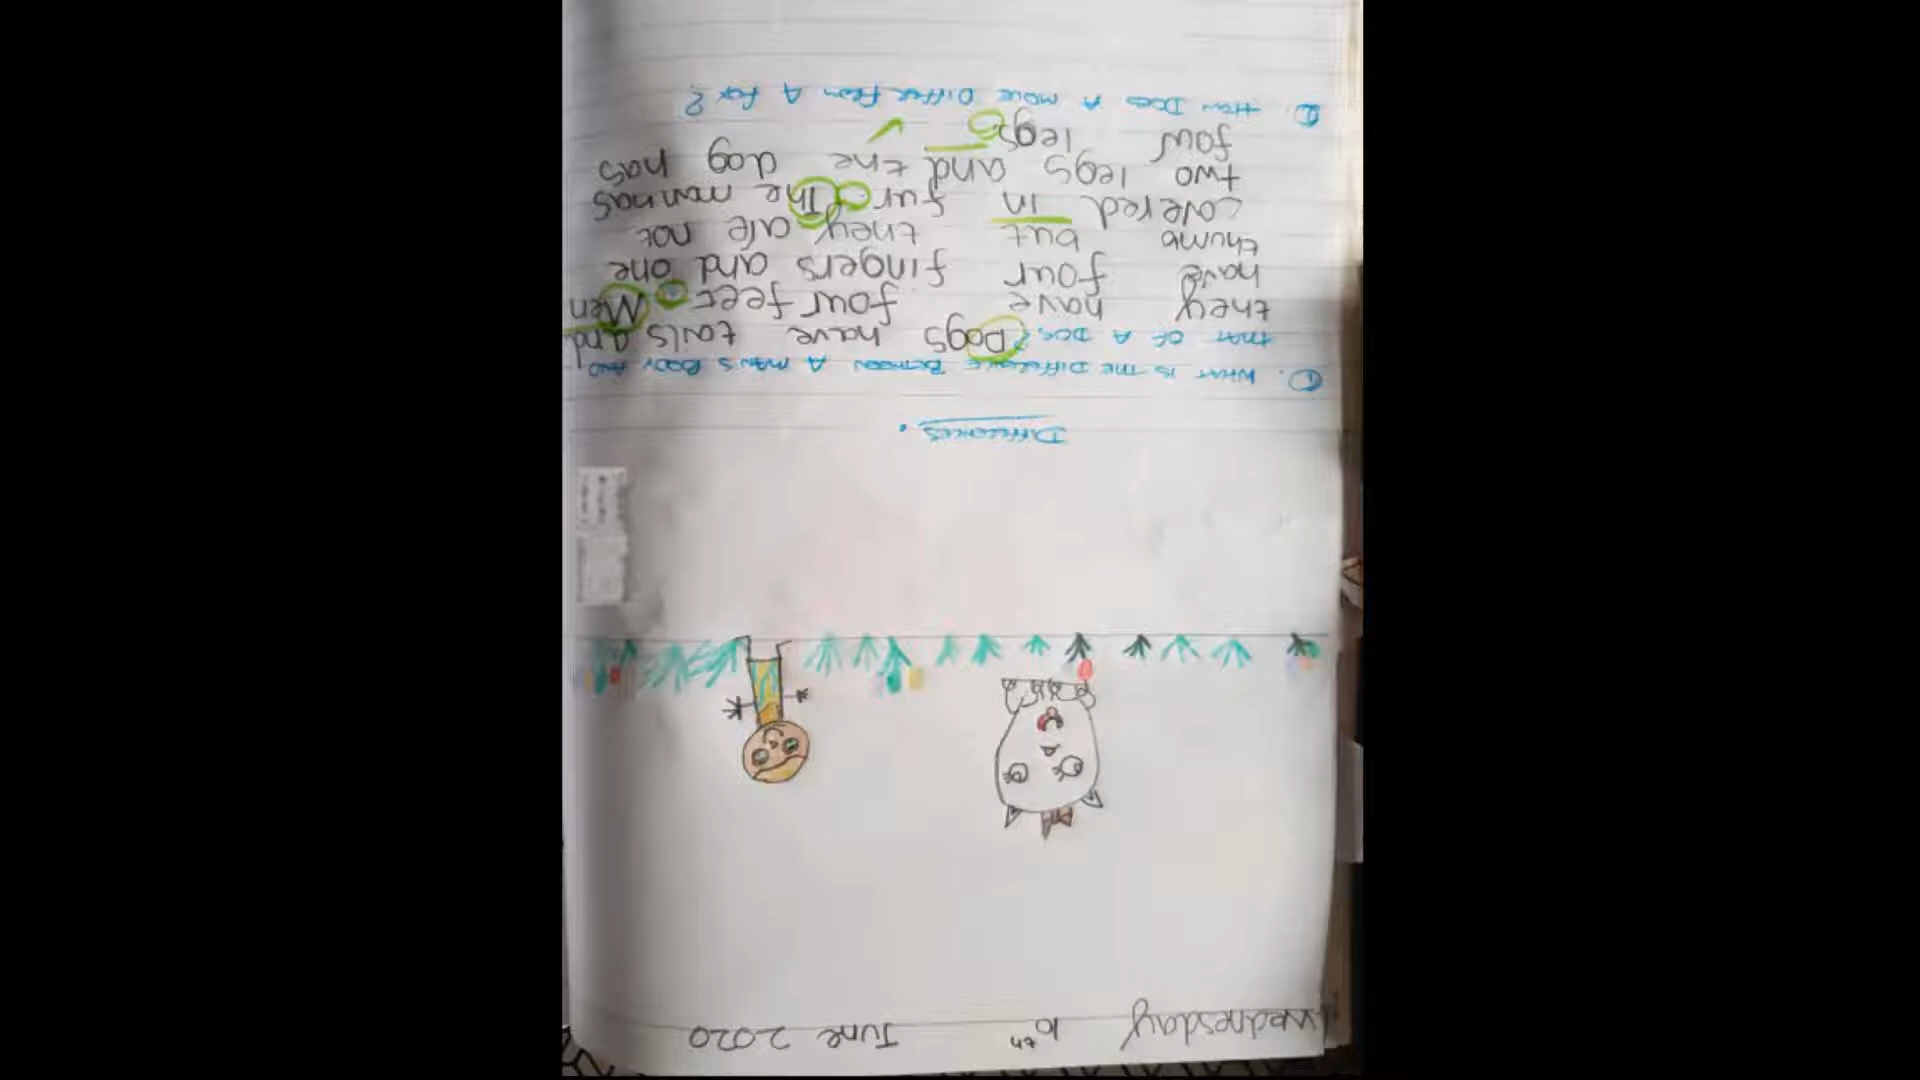 Wednesday 10th June 2020
DIFFERENCES.
①. WHAT IS THE DIFFERENCE BETWEEN A MAN'S BODY AND
THAT OF A DOG? Dogs have tails and
they have four feet. Men
have four fingers and one
thumb but they are not
covered in fur. The man has
two legs and the dog has
four legs.
②. HOW DOES A MOLE DIFFER FROM A FOX?